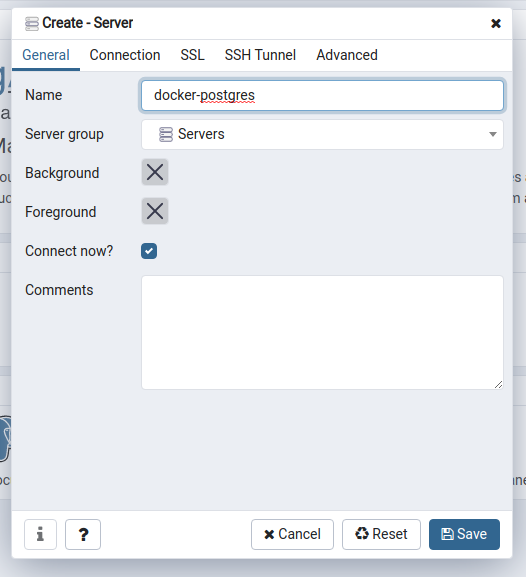 Create - Server
General Connection SSL SSH Tunnel Advanced
Name docker-postgres
Server group Servers
Background
Foreground
Connect now?
Comments
i ? Cancel Reset Save